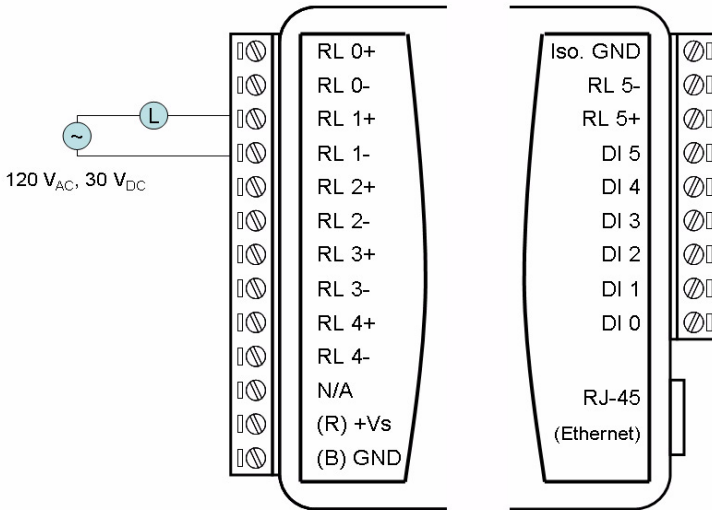 RL 0+
RL 0-
RL 1+
RL 1-
RL 2+
RL 2-
RL 3+
RL 3-
RL 4+
RL 4-
N/A
(R) +Vs
(B) GND
L
~
120 VAC, 30 VDC
Iso. GND
RL 5-
RL 5+
DI 5
DI 4
DI 3
DI 2
DI 1
DI 0
RJ-45
(Ethernet)